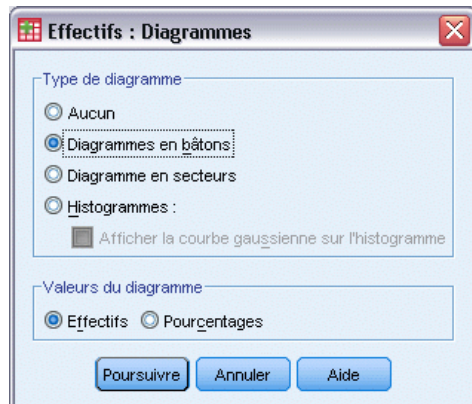 Effectifs : Diagrammes
Type de diagramme
Aucun
Diagrammes en bâtons
Diagramme en secteurs
Histogrammes :
Afficher la courbe gaussienne sur l'histogramme
Valeurs du diagramme
Effectifs Pourcentages
Poursuivre Annuler Aide